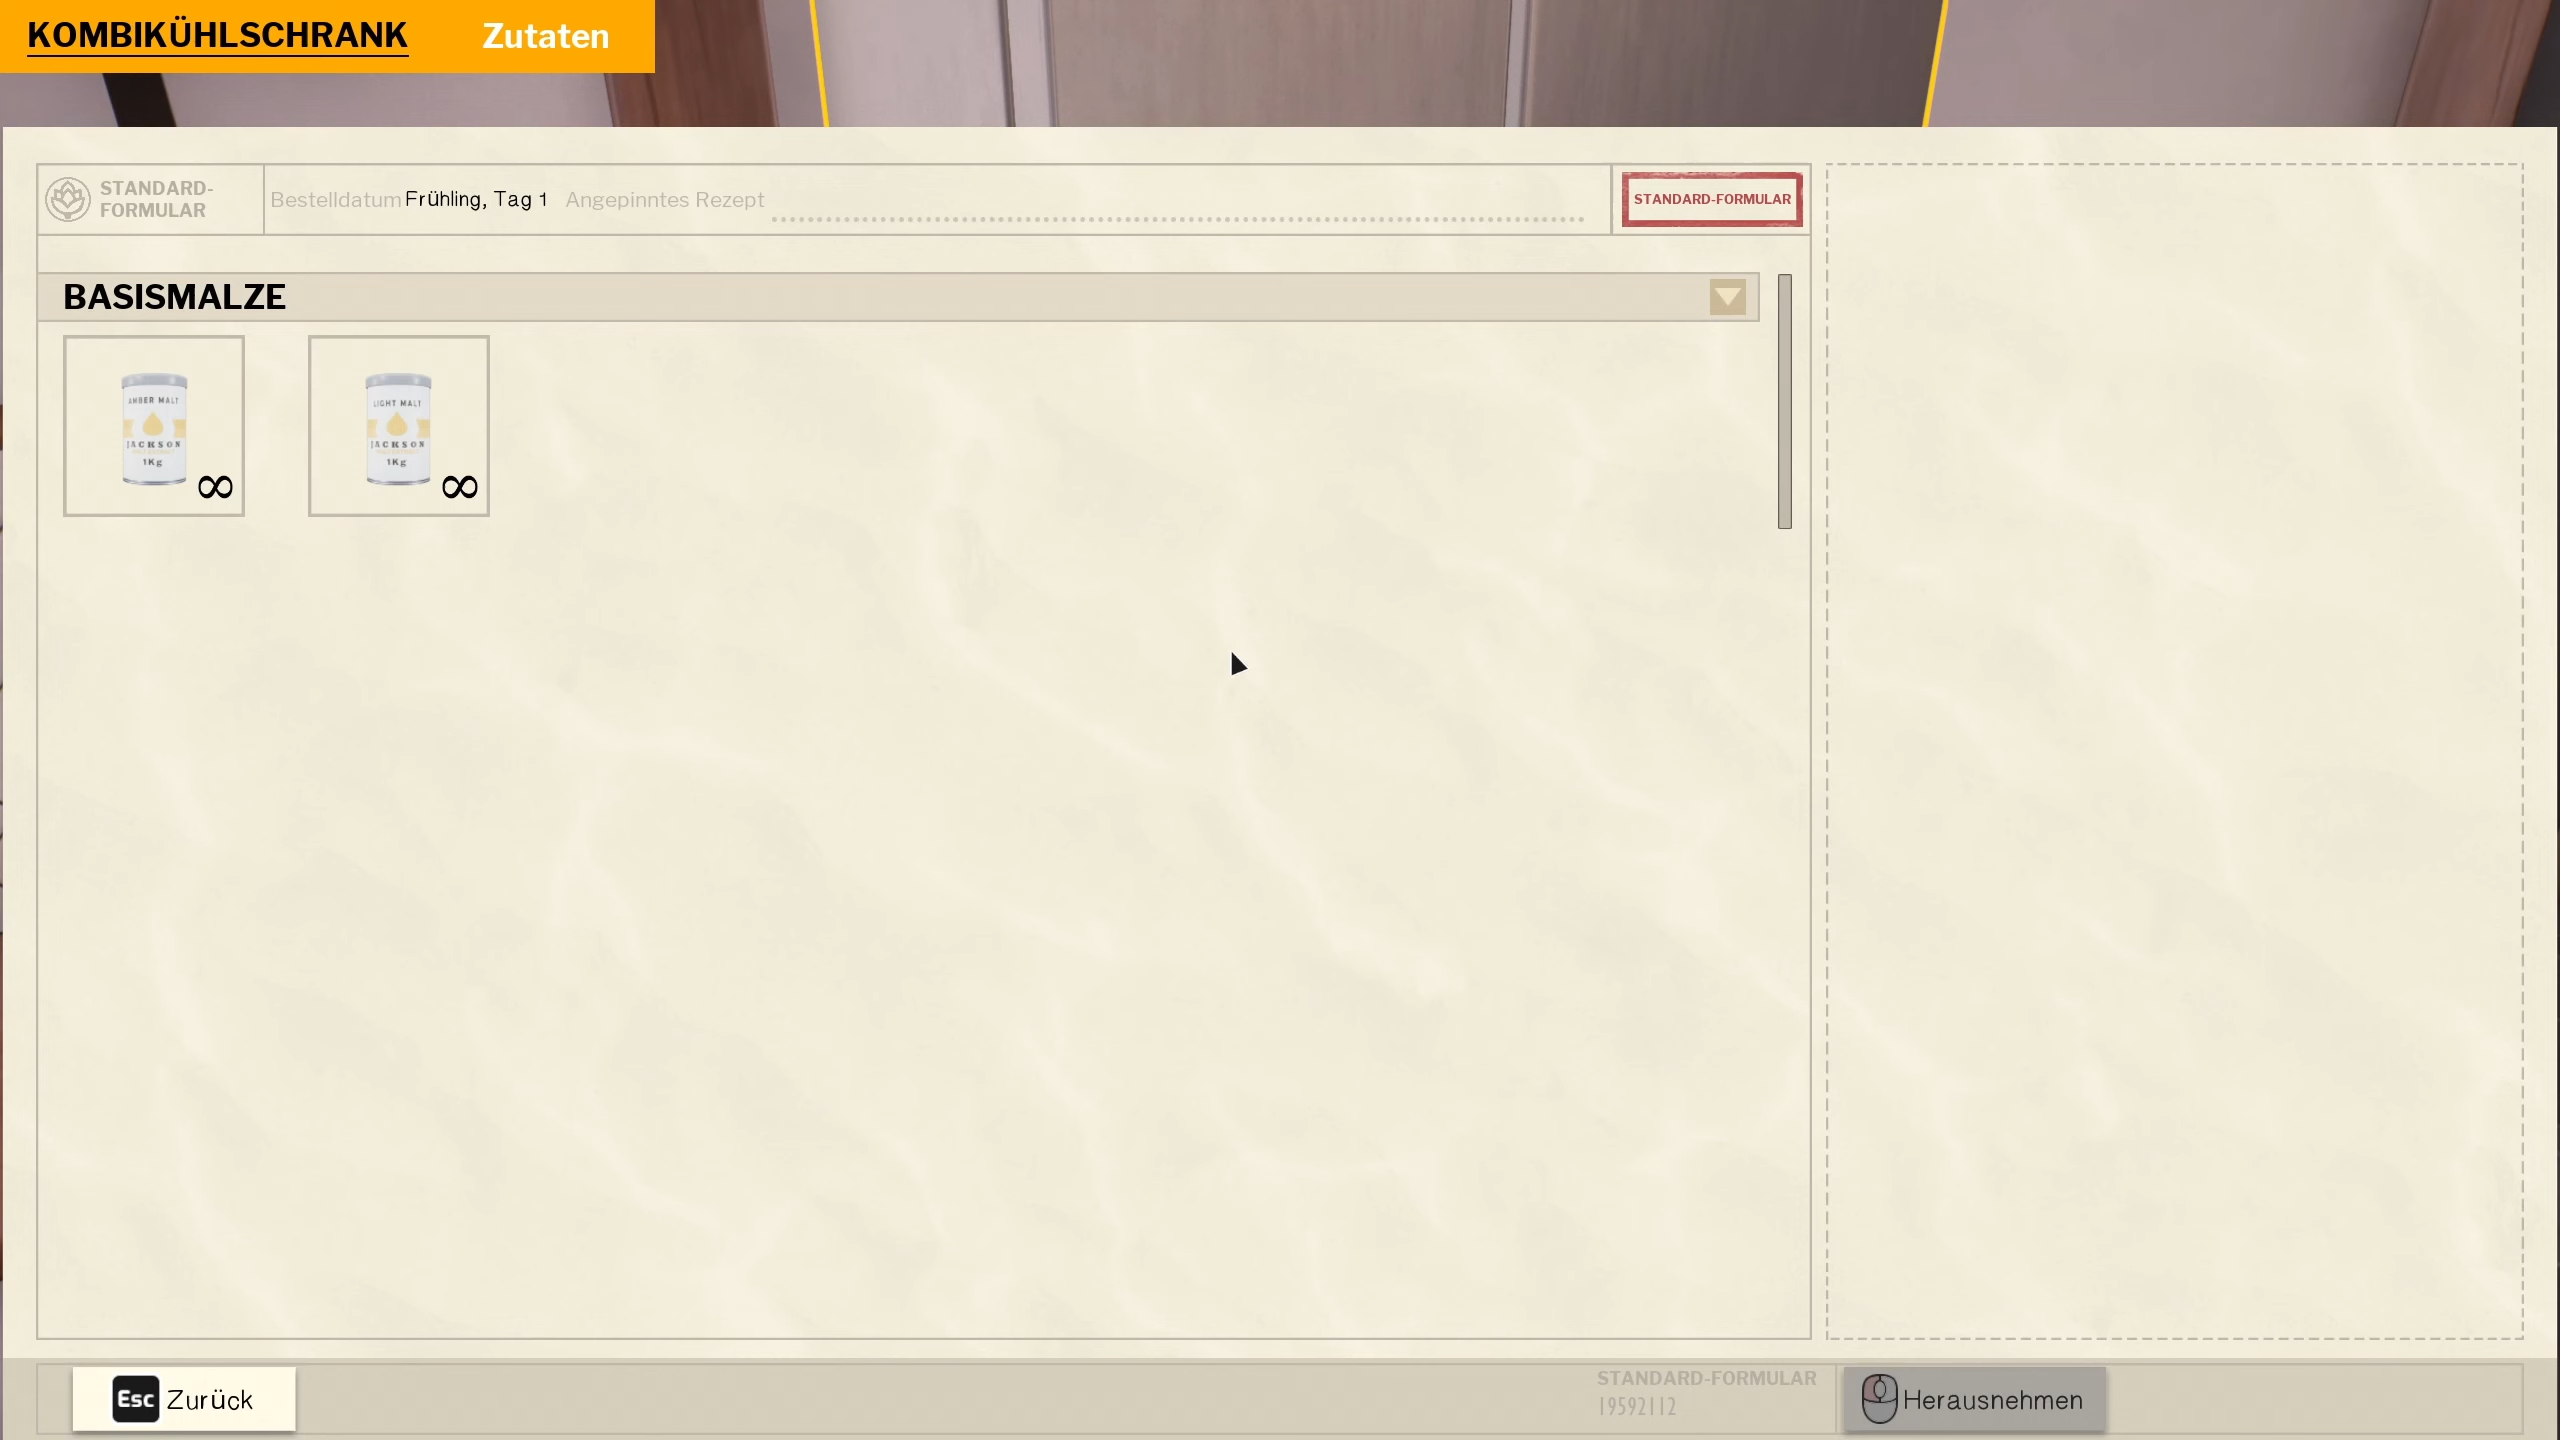 KOMBIKÜHLSCHRANK Zutaten
STANDARD-
FORMULAR
Bestelldatum Frühling, Tag 1 Angepinntes Rezept
STANDARD-FORMULAR
BASISMALZE
AMBER MALT
JACKSON
1Kg
∞
LIGHT MALT
JACKSON
1Kg
∞
Esc Zurück
STANDARD-FORMULAR
19592112
Herausnehmen